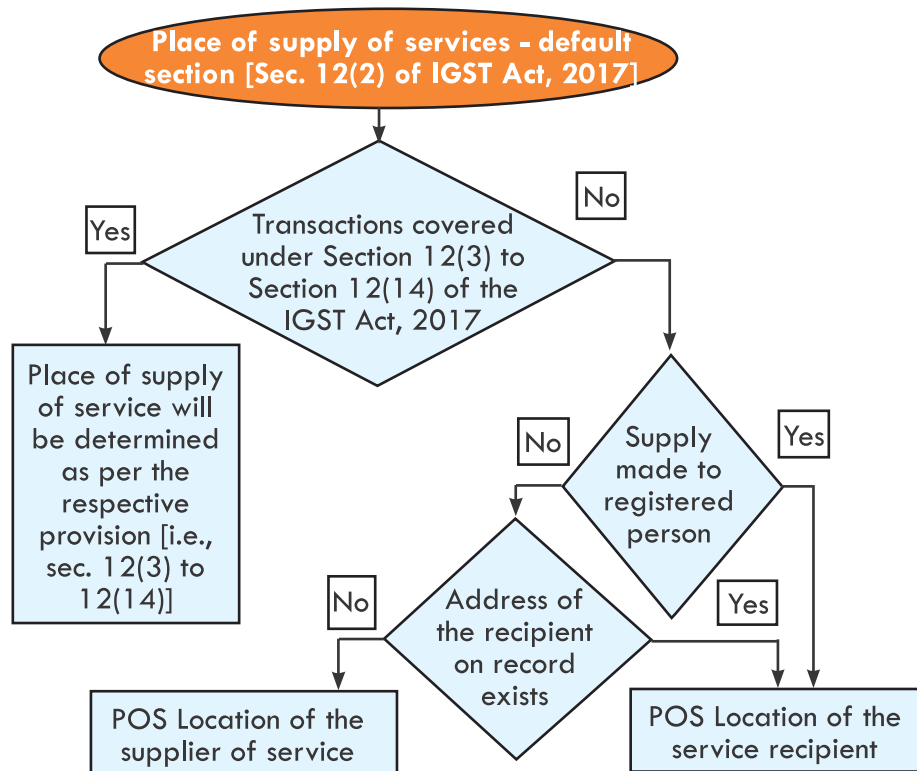 Place of supply of services - default
section [Sec. 12(2) of IGST Act, 2017]
Yes
No
Transactions covered
under Section 12(3) to
Section 12(14) of the
IGST Act, 2017
Place of supply
of service will
be determined
as per the
respective
provision [i.e.,
sec. 12(3) to
12(14)]
No
Yes
Supply
made to
registered
person
No
Yes
Address of
the recipient
on record
exists
POS Location of the
supplier of service
POS Location of the
service recipient